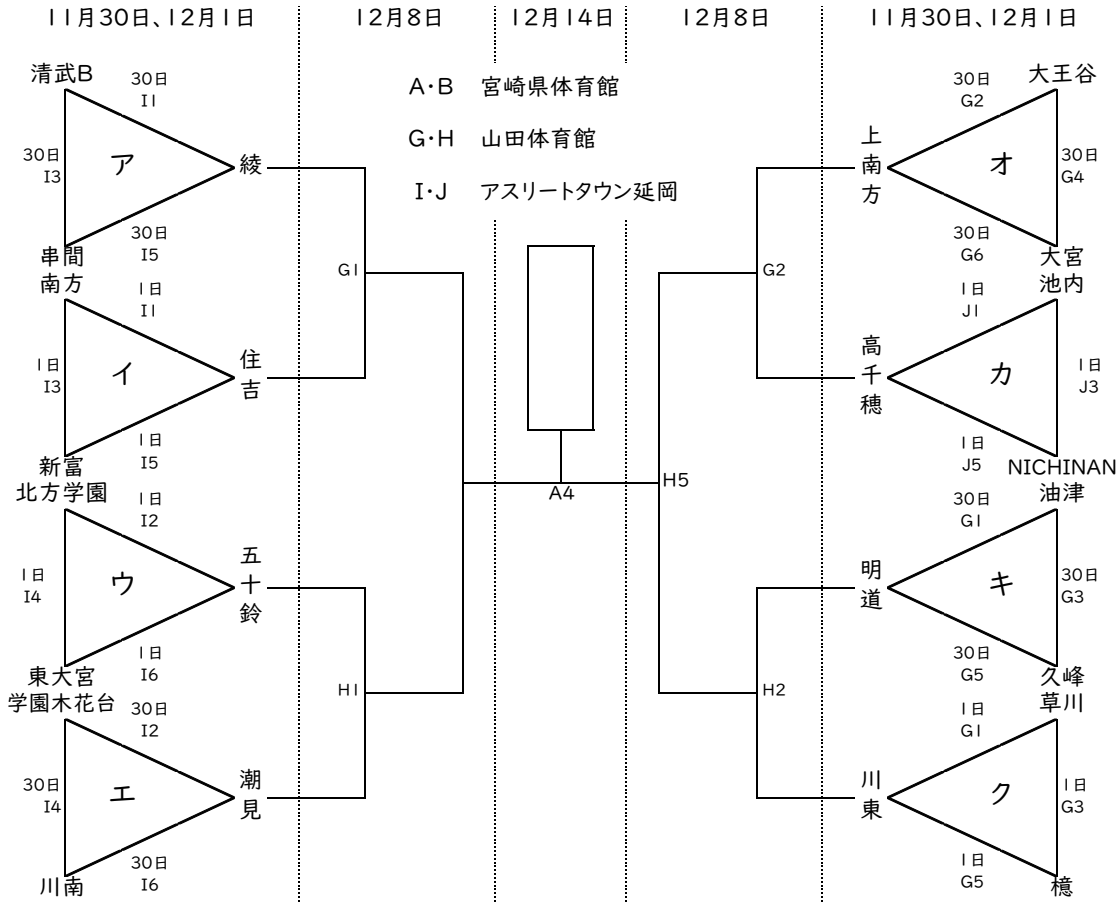 11月30日、12月1日
12月8日
12月14日
12月8日
11月30日、12月1日
A・B 宮崎県体育館
G・H 山田体育館
I・J アスリートタウン延岡
清武B
30日
I1
30日
I3
ア
綾
30日
I5
串間
南方
1日
I1
1日
I3
イ
住吉
1日
I5
新富
北方学園
1日
I2
1日
I4
ウ
五十鈴
1日
I6
東大宮
学園木花台
30日
I2
30日
I4
エ
潮見
30日
I6
川南
G1
H1
A4
H5
G2
H2
大王谷
30日
G2
上南方
オ
30日
G4
30日
G6
大宮
池内
1日
J1
高千穂
カ
1日
J3
1日
J5
NICHINAN
油津
30日
G1
明道
キ
30日
G3
30日
G5
久峰
草川
1日
G1
川東
ク
1日
G3
1日
G5
檍